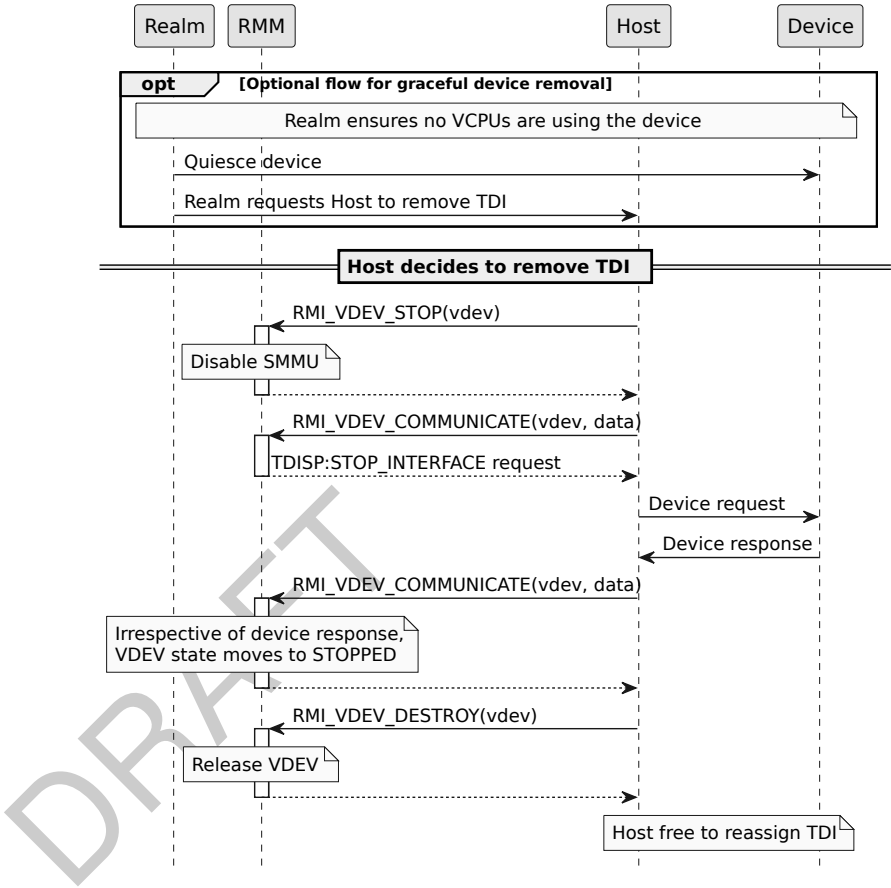 Realm
RMM
Host
Device
opt
[Optional flow for graceful device removal]
Realm ensures no VCPUs are using the device
Quiesce device
Realm requests Host to remove TDI
Host decides to remove TDI
RMI_VDEV_STOP(vdev)
Disable SMMU
RMI_VDEV_COMMUNICATE(vdev, data)
TDISP:STOP_INTERFACE request
Device request
Device response
RMI_VDEV_COMMUNICATE(vdev, data)
Irrespective of device response,
VDEV state moves to STOPPED
RMI_VDEV_DESTROY(vdev)
Release VDEV
Host free to reassign TDI
DRAFT